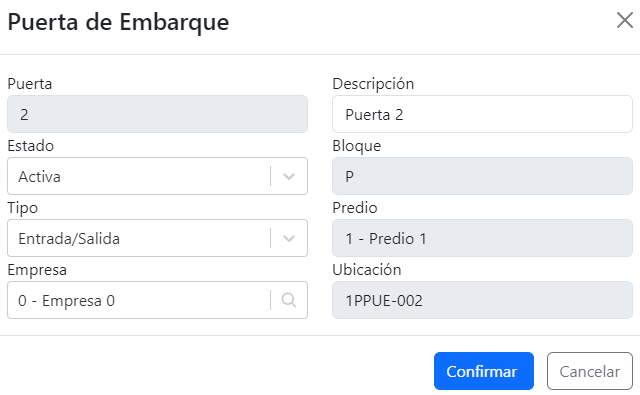 Puerta de Embarque
Puerta Descripción
2 Puerta 2
Estado Bloque
Activa P
Tipo Predio
Entrada/Salida 1 - Predio 1
Empresa Ubicación
0 - Empresa 0 1PPUE-002
Confirmar Cancelar